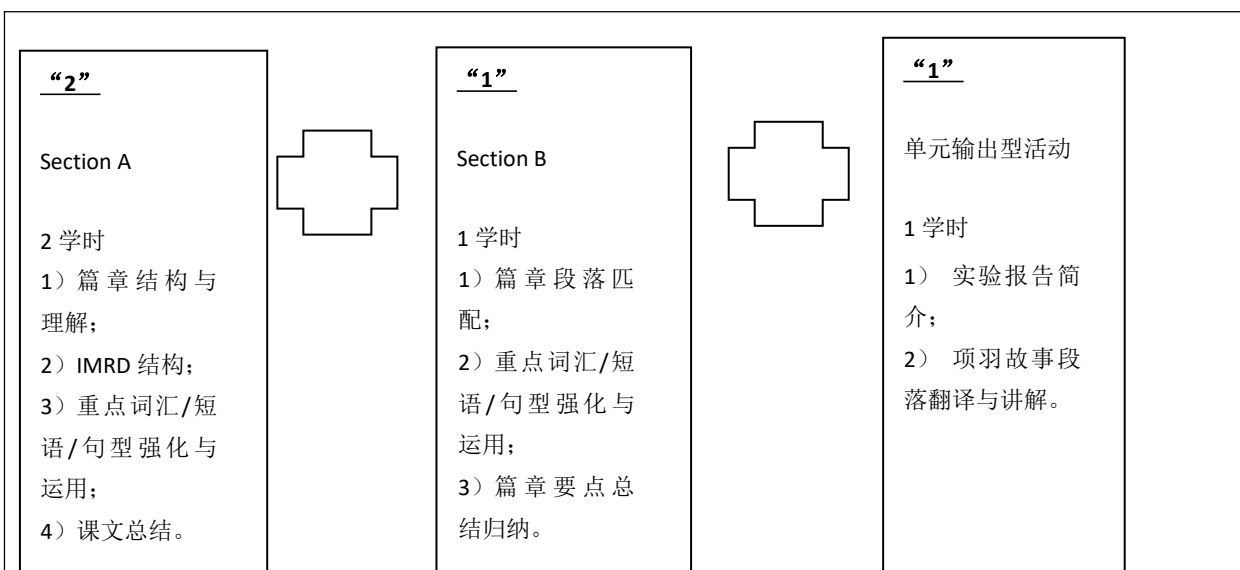 “2”
Section A
2 学时
1）篇章结构与
理解；
2）IMRD 结构；
3）重点词汇/短
语/句型强化与
运用；
4）课文总结。
“1”
Section B
1 学时
1）篇章段落匹
配；
2）重点词汇/短
语/句型强化与
运用；
3）篇章要点总
结归纳。
“1”
单元输出型活动
1 学时
1） 实验报告简
介；
2） 项羽故事段
落翻译与讲解。